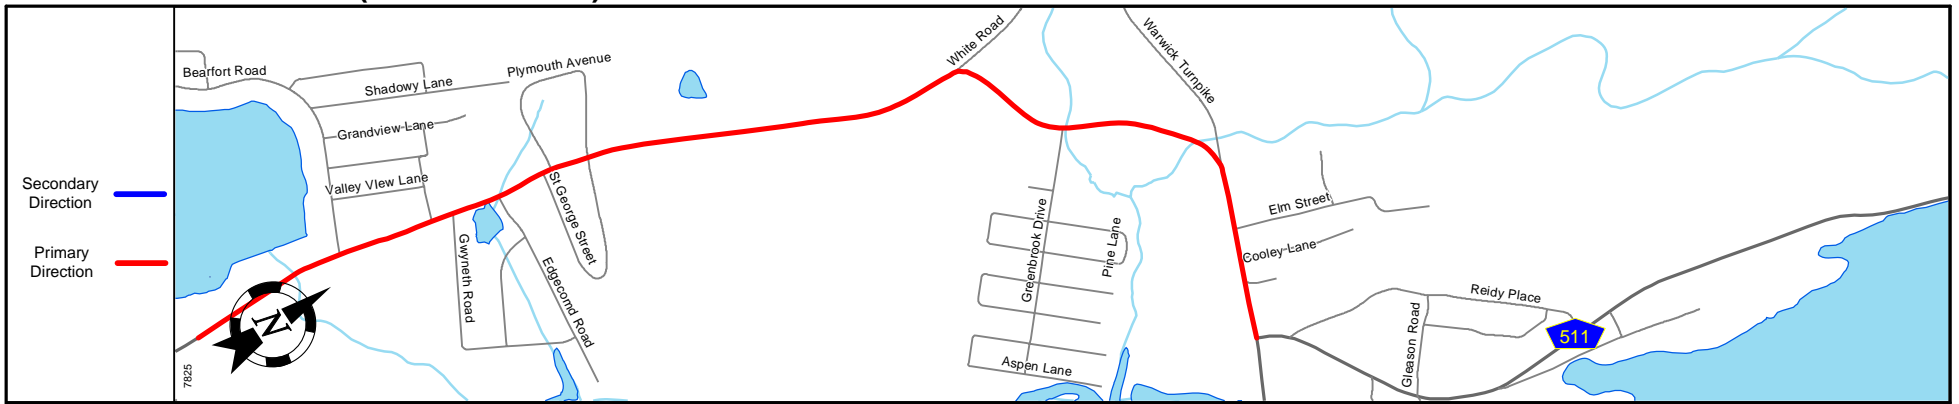 Secondary
Direction
Primary
Direction
Bearfort Road
Shadowy Lane
Plymouth Avenue
Grandview Lane
Valley VIew Lane
St George Street
Gwyneth Road
Edgecomd Road
White Road
Warwick Turnpike
Greenbrook Drive
Pine Lane
Aspen Lane
Elm Street
Cooley Lane
Reidy Place
Gleason Road
511
N
7825